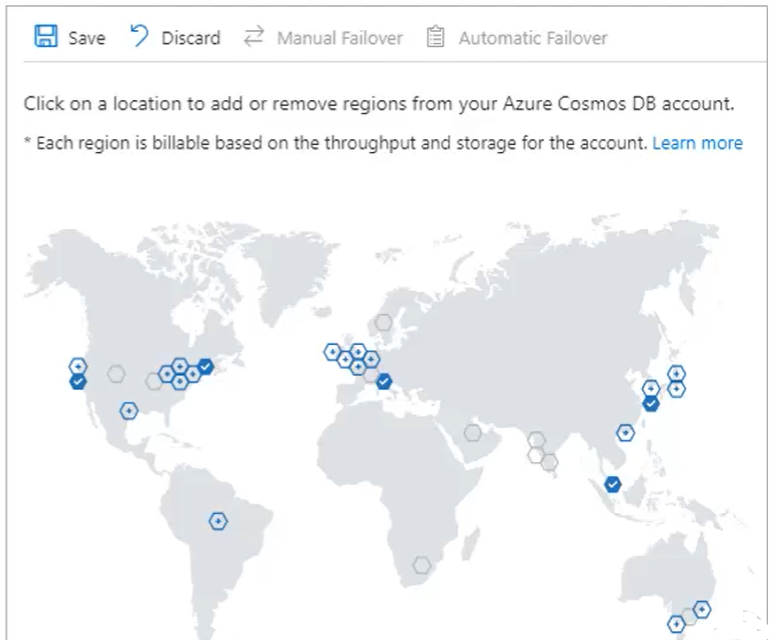 Save Discard Manual Failover Automatic Failover
Click on a location to add or remove regions from your Azure Cosmos DB account.
* Each region is billable based on the throughput and storage for the account. Learn more